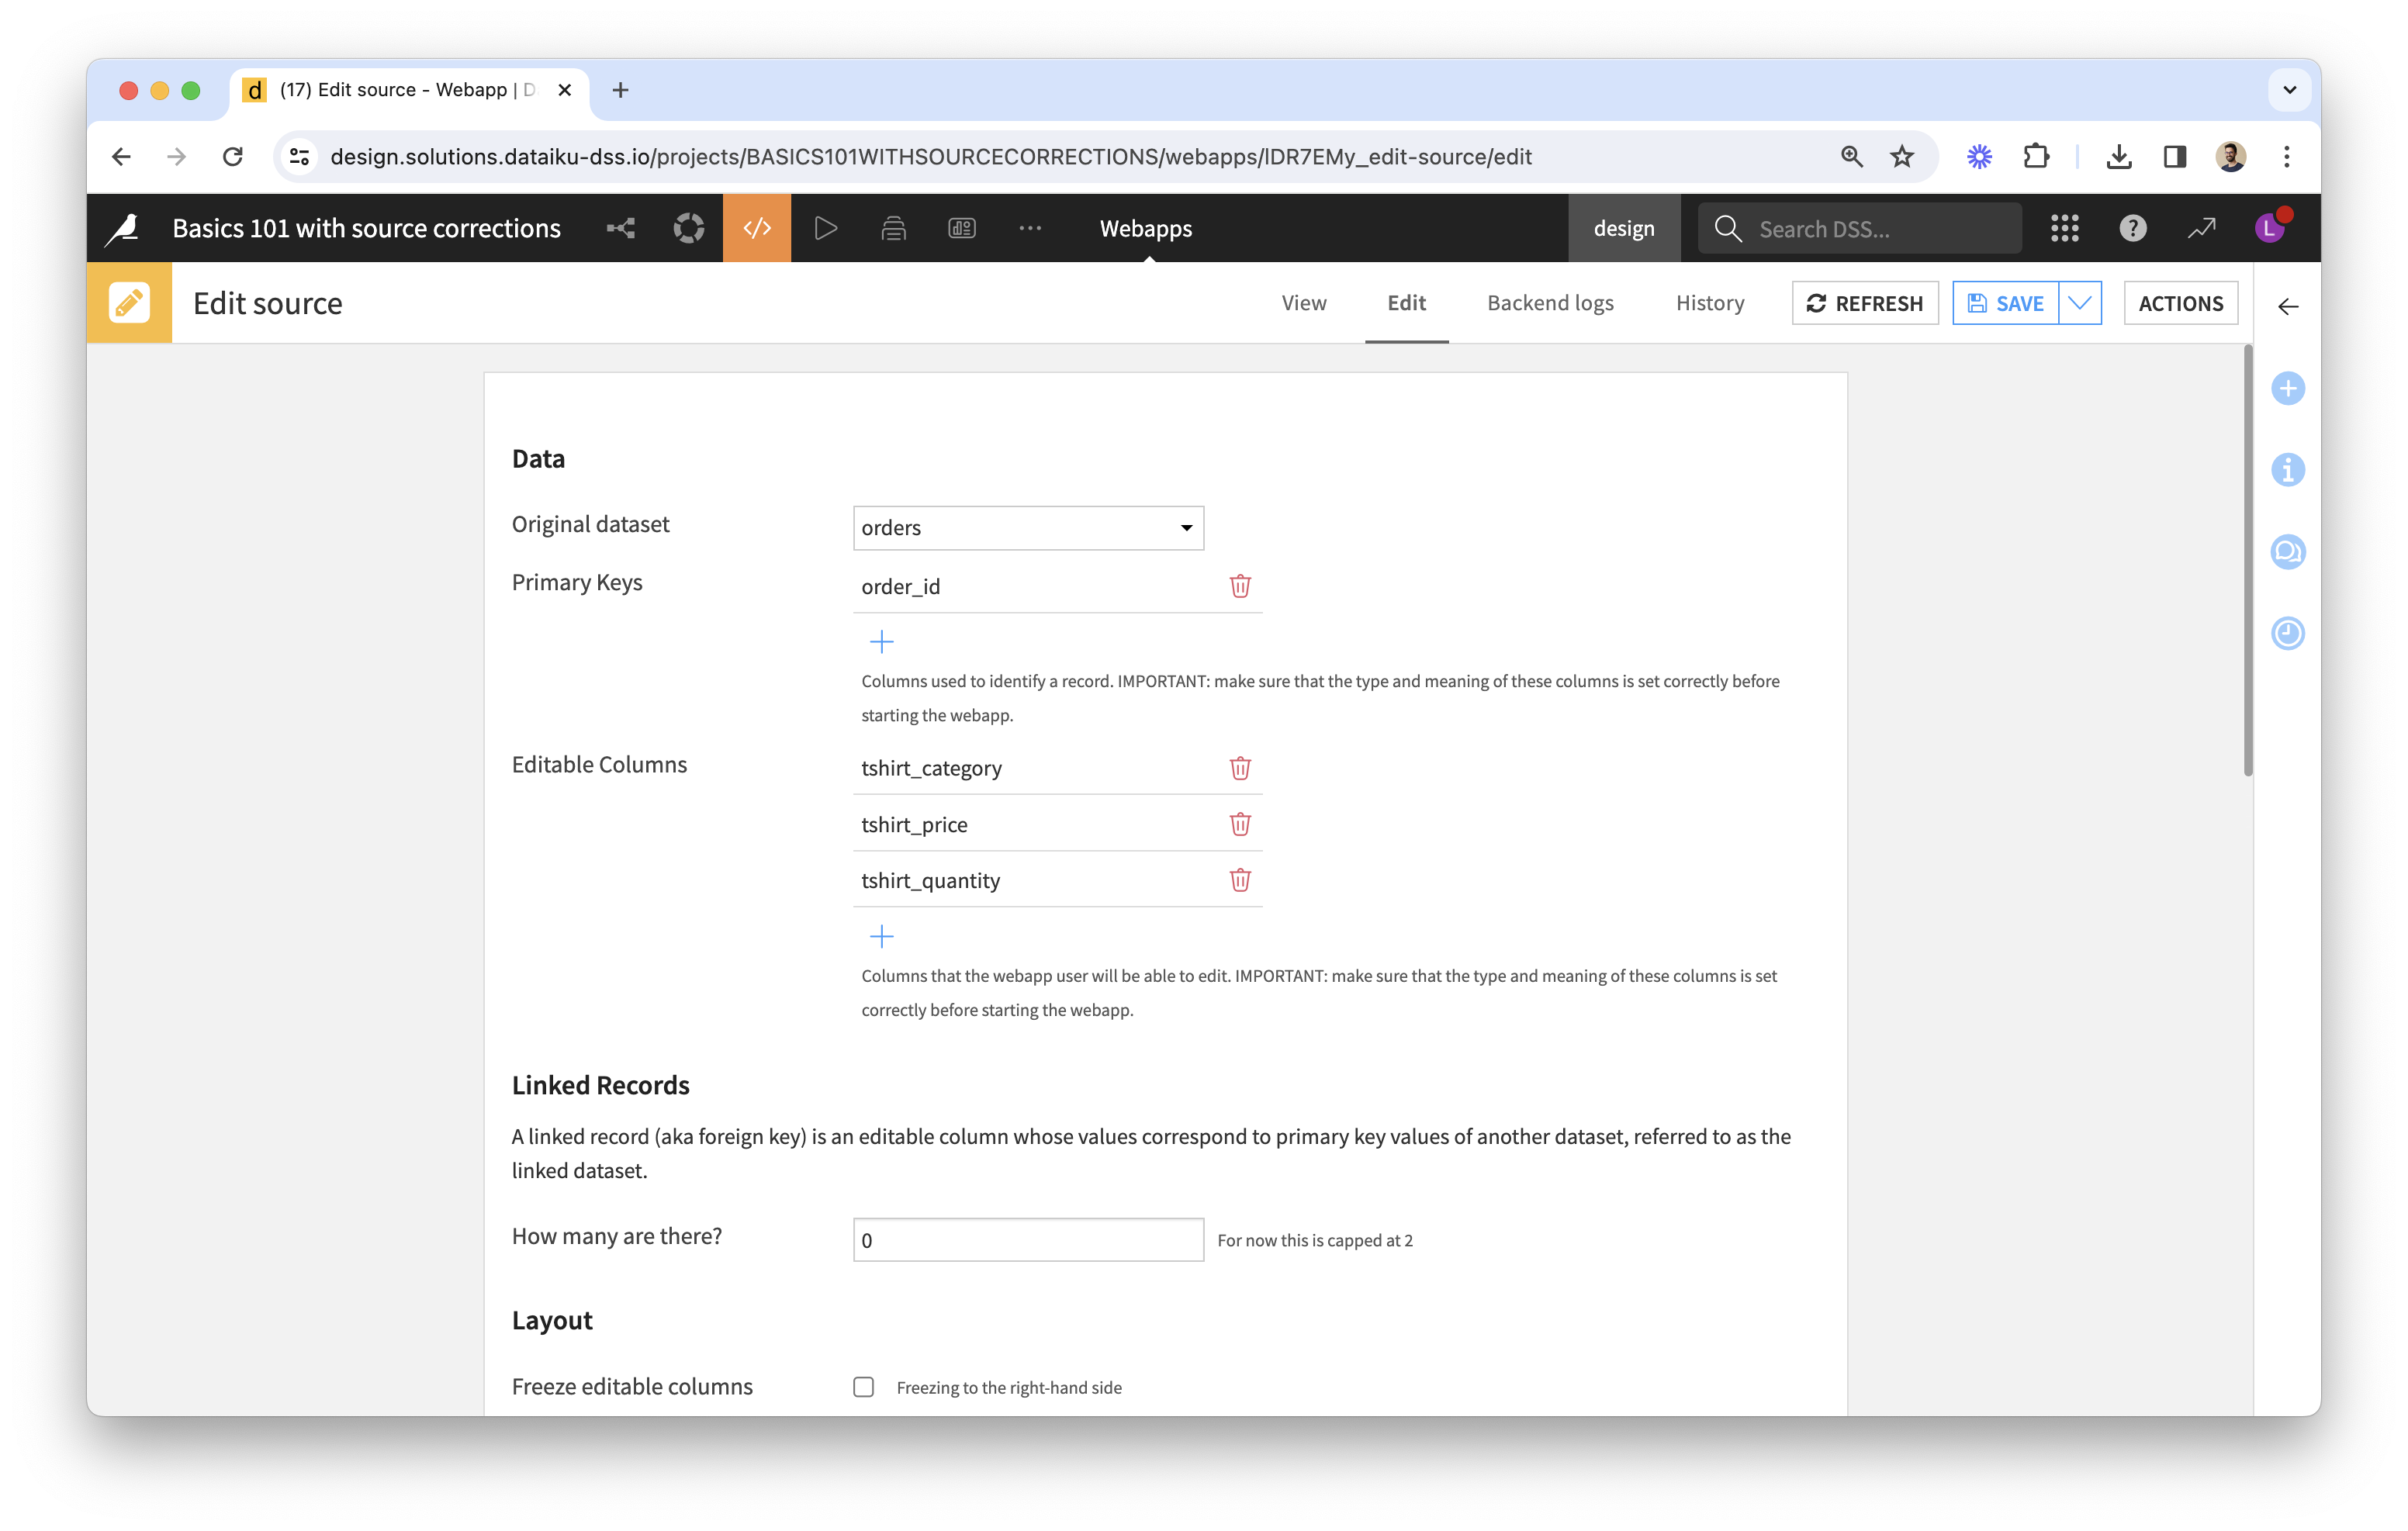 (17) Edit source - Webapp | D
design.solutions.dataiku-dss.io/projects/BASICS101WITHSOURCECORRECTIONS/webapps/lDR7EMy_edit-source/edit
Basics 101 with source corrections
Webapps
design
Search DSS...
L
Edit source
View
Edit
Backend logs
History
REFRESH
SAVE
ACTIONS
Data
Original dataset
orders
Primary Keys
order_id
Columns used to identify a record. IMPORTANT: make sure that the type and meaning of these columns is set correctly before
starting the webapp.
Editable Columns
tshirt_category
tshirt_price
tshirt_quantity
Columns that the webapp user will be able to edit. IMPORTANT: make sure that the type and meaning of these columns is set
correctly before starting the webapp.
Linked Records
A linked record (aka foreign key) is an editable column whose values correspond to primary key values of another dataset, referred to as the
linked dataset.
How many are there?
0
For now this is capped at 2
Layout
Freeze editable columns
Freezing to the right-hand side